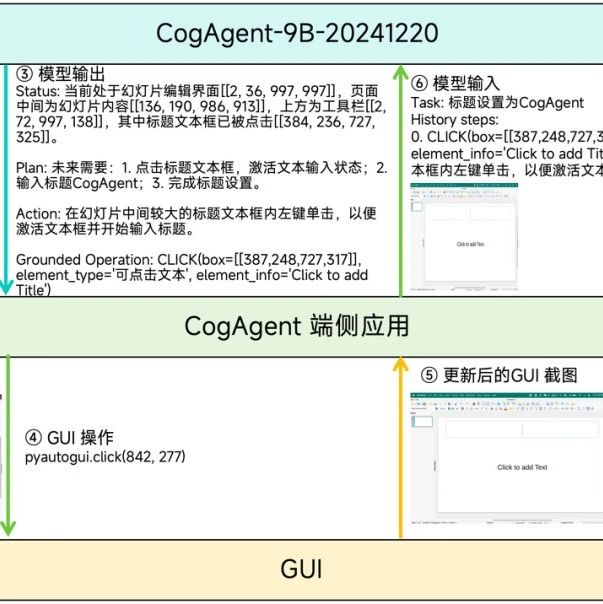 CogAgent-9B-20241220
③ 模型输出
Status: 当前处于幻灯片编辑界面[[2, 36, 997, 997]]，页面
中间为幻灯片内容[[136, 190, 986, 913]]，上方为工具栏[[2,
72, 997, 138]]，其中标题文本框已被点击[[384, 236, 727,
325]]。
Plan: 未来需要：1. 点击标题文本框，激活文本输入状态；2.
输入标题CogAgent；3. 完成标题设置。
Action: 在幻灯片中间较大的标题文本框内左键单击，以便
激活文本框并开始输入标题。
Grounded Operation: CLICK(box=[[387,248,727,317]],
element_type='可点击文本', element_info='Click to add
Title')
⑥ 模型输入
Task: 标题设置为CogAgent
History steps:
0. CLICK(box=[[387,248,727,3
element_info='Click to add Titl
本框内左键单击，以便激活文本
Click to add Text
CogAgent 端侧应用
④ GUI 操作
pyautogui.click(842, 277)
⑤ 更新后的GUI 截图
Click to add Text
GUI